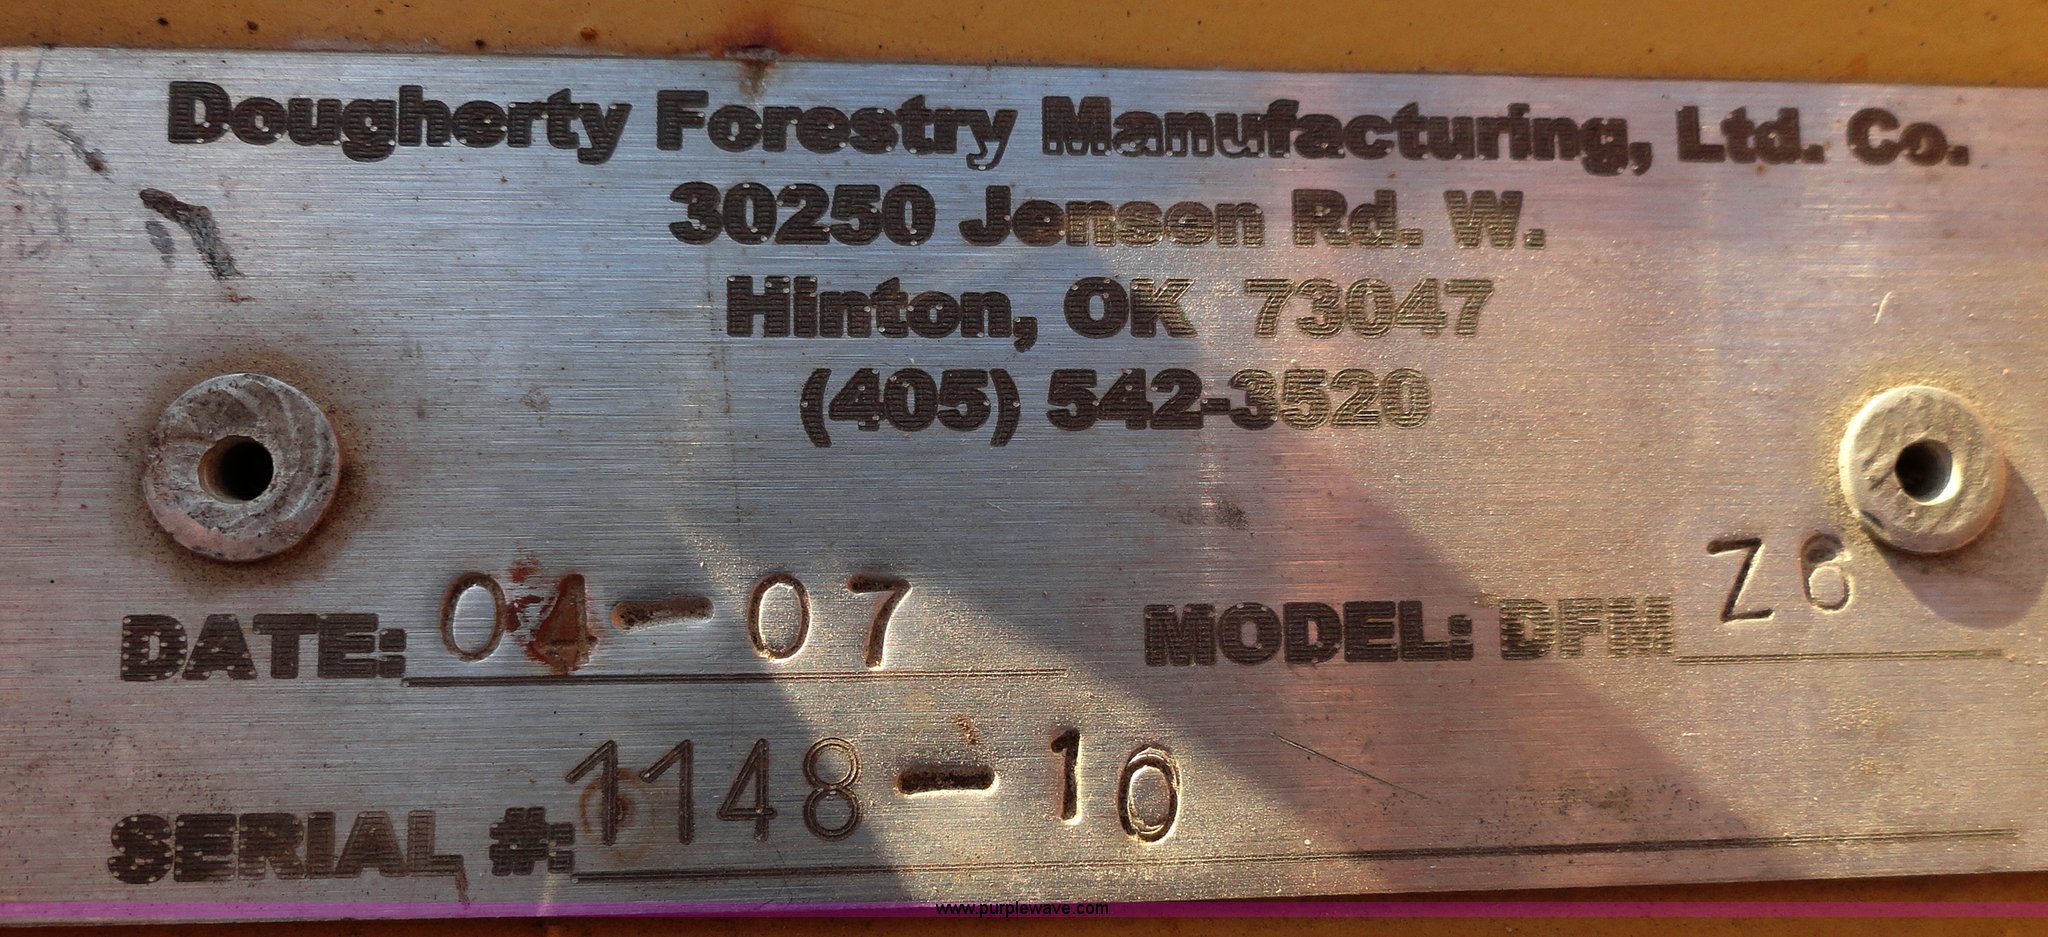 Dougherty Forestry Manufacturing, Ltd. Co.
30250 Jensen Rd. W.
Hinton, OK 73047
(405) 542-3520
DATE: 04-07
MODEL: DFM Z6
SERIAL #: 1148-10
www.purplewave.com